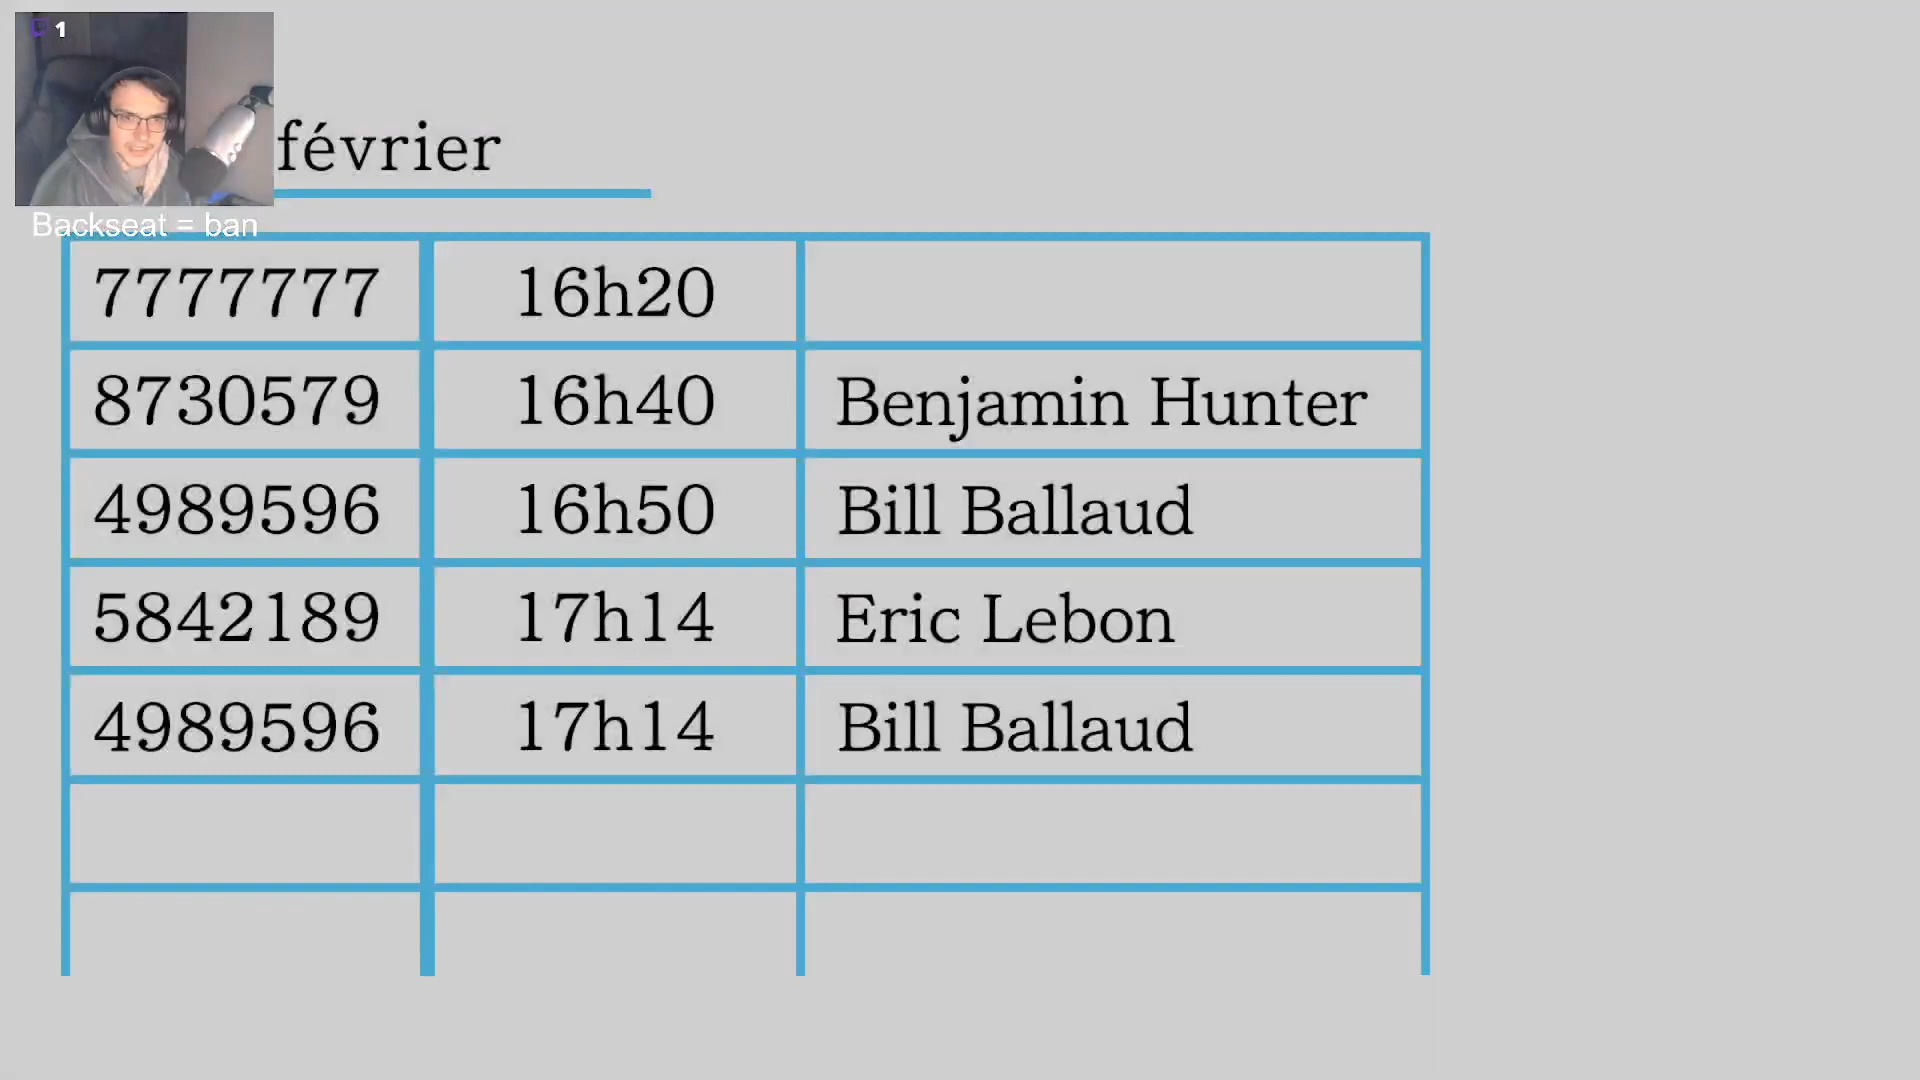 1
février
Backseat = ban
7777777 16h20
8730579 16h40 Benjamin Hunter
4989596 16h50 Bill Ballaud
5842189 17h14 Eric Lebon
4989596 17h14 Bill Ballaud